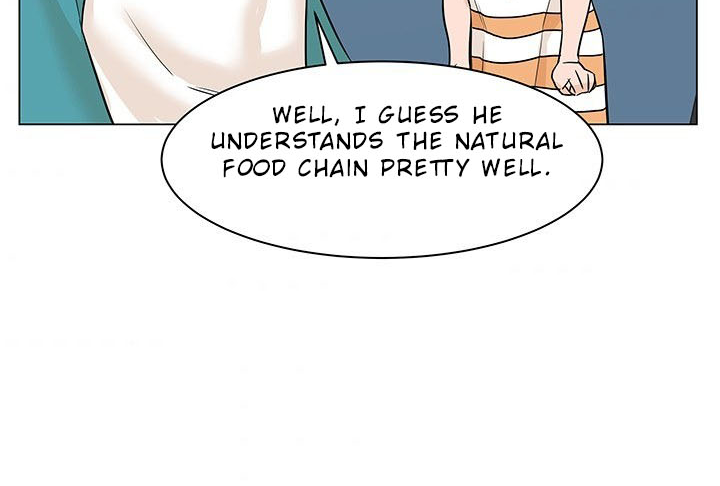 WELL, I GUESS HE
UNDERSTANDS THE NATURAL
FOOD CHAIN PRETTY WELL.